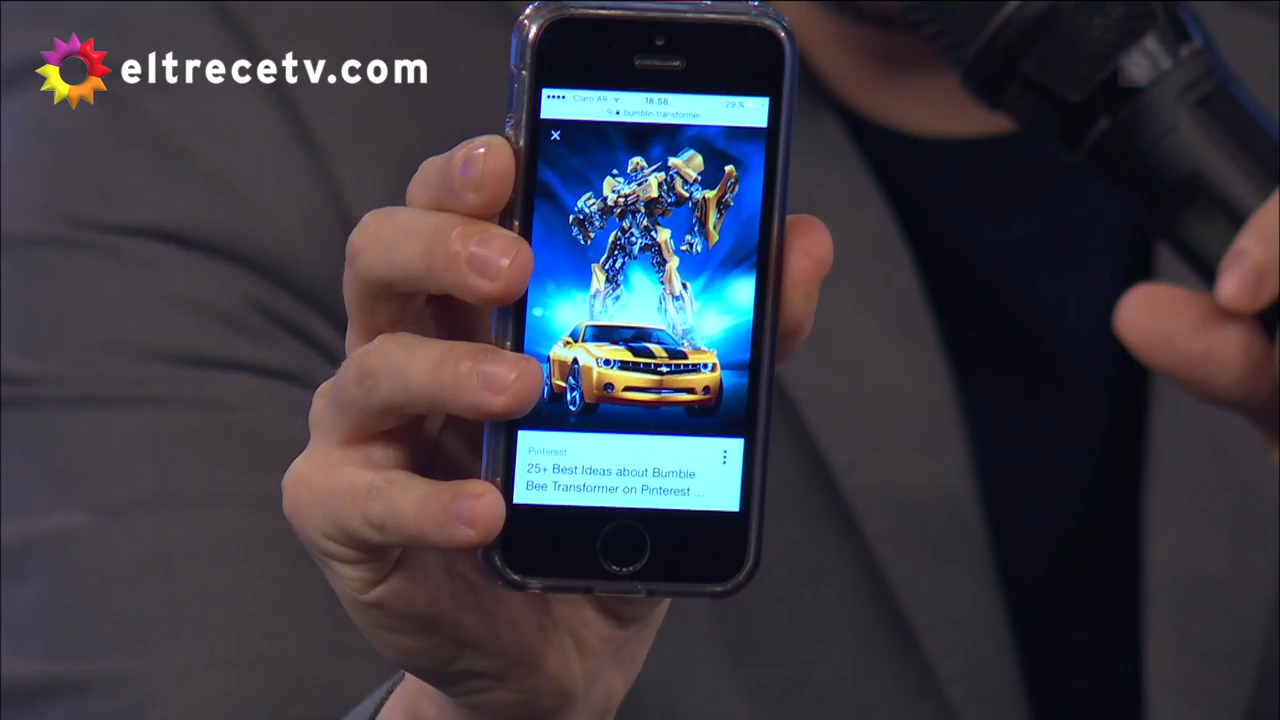 eltrecetv.com
Claro AR 18:58 29 %
bumblin transformer
Pinterest
25+ Best Ideas about Bumble
Bee Transformer on Pinterest ...